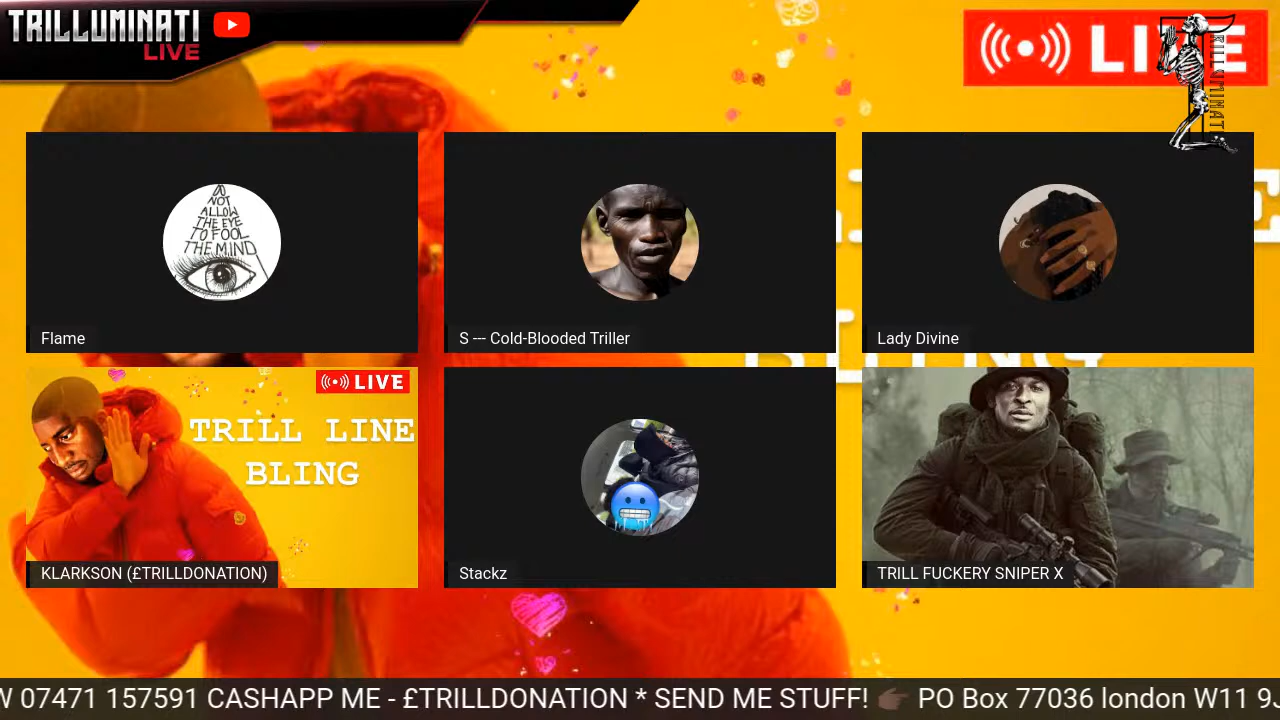 TRILLUMINATI
LIVE
LIVE
TRILLUMINATI
DO
NOT
ALLOW
THE EYE
TO FOOL
THE MIND
Flame
S --- Cold-Blooded Triller
Lady Divine
LIVE
TRILL LINE
BLING
KLARKSON (£TRILLDONATION)
Stackz
TRILL FUCKERY SNIPER X
W 07471 157591 CASHAPP ME - £TRILLDONATION * SEND ME STUFF! 👉🏿 PO Box 77036 london W11 9J